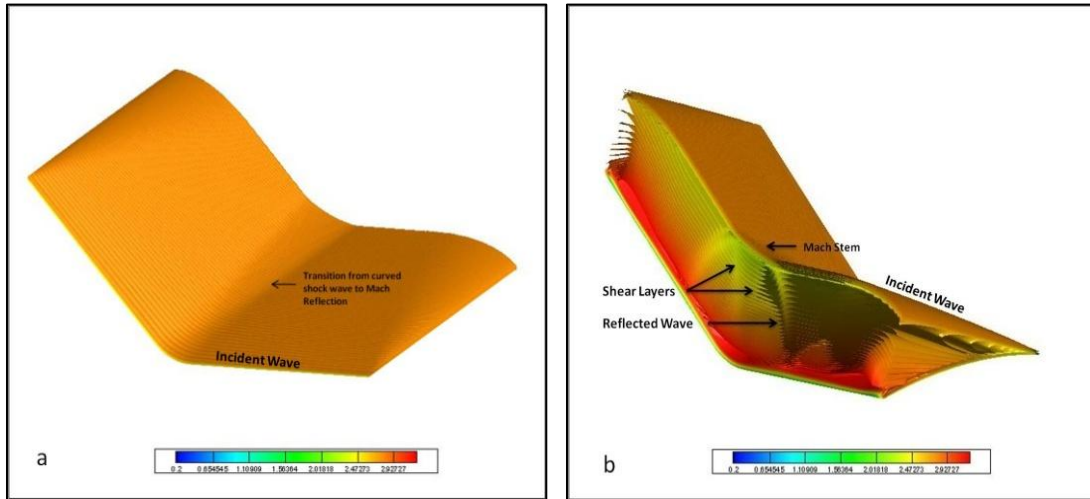 Transition from curved
shock wave to Mach
Reflection
Incident Wave
a
0.2 0.654545 1.10909 1.56364 2.01818 2.47273 2.92727
Mach Stem
Incident Wave
Shear Layers
Reflected Wave
b
0.2 0.654545 1.10909 1.56364 2.01818 2.47273 2.92727